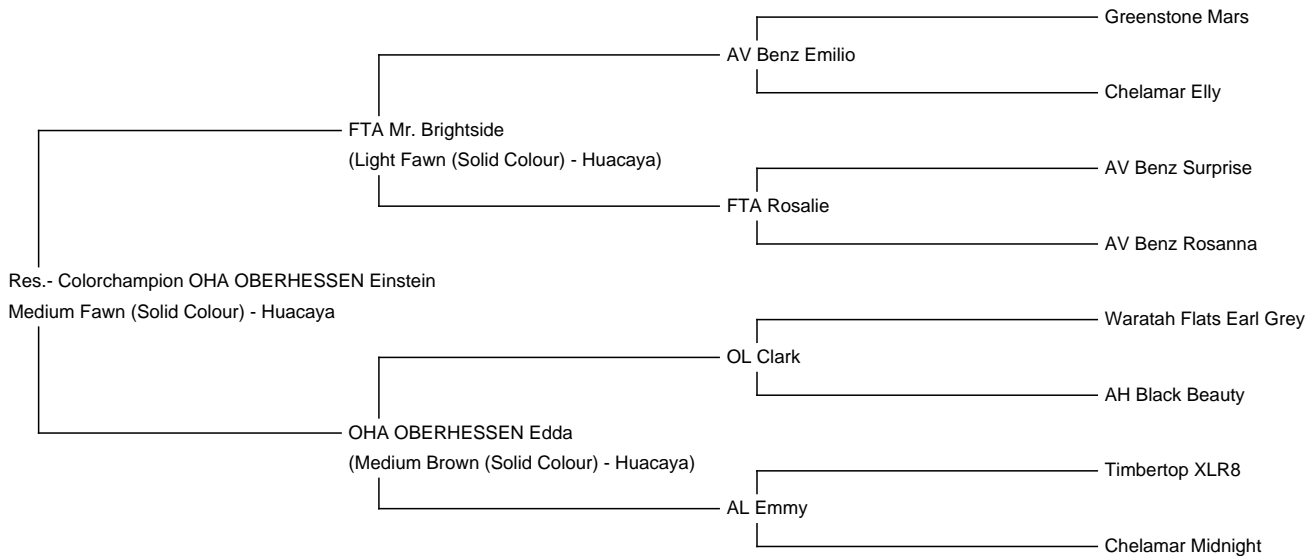 Greenstone Mars
AV Benz Emilio
Chelamar Elly
FTA Mr. Brightside
(Light Fawn (Solid Colour) - Huacaya)
AV Benz Surprise
FTA Rosalie
AV Benz Rosanna
Res.- Colorchampion OHA OBERHESSEN Einstein
Medium Fawn (Solid Colour) - Huacaya
Waratah Flats Earl Grey
OL Clark
AH Black Beauty
OHA OBERHESSEN Edda
(Medium Brown (Solid Colour) - Huacaya)
Timbertop XLR8
AL Emmy
Chelamar Midnight